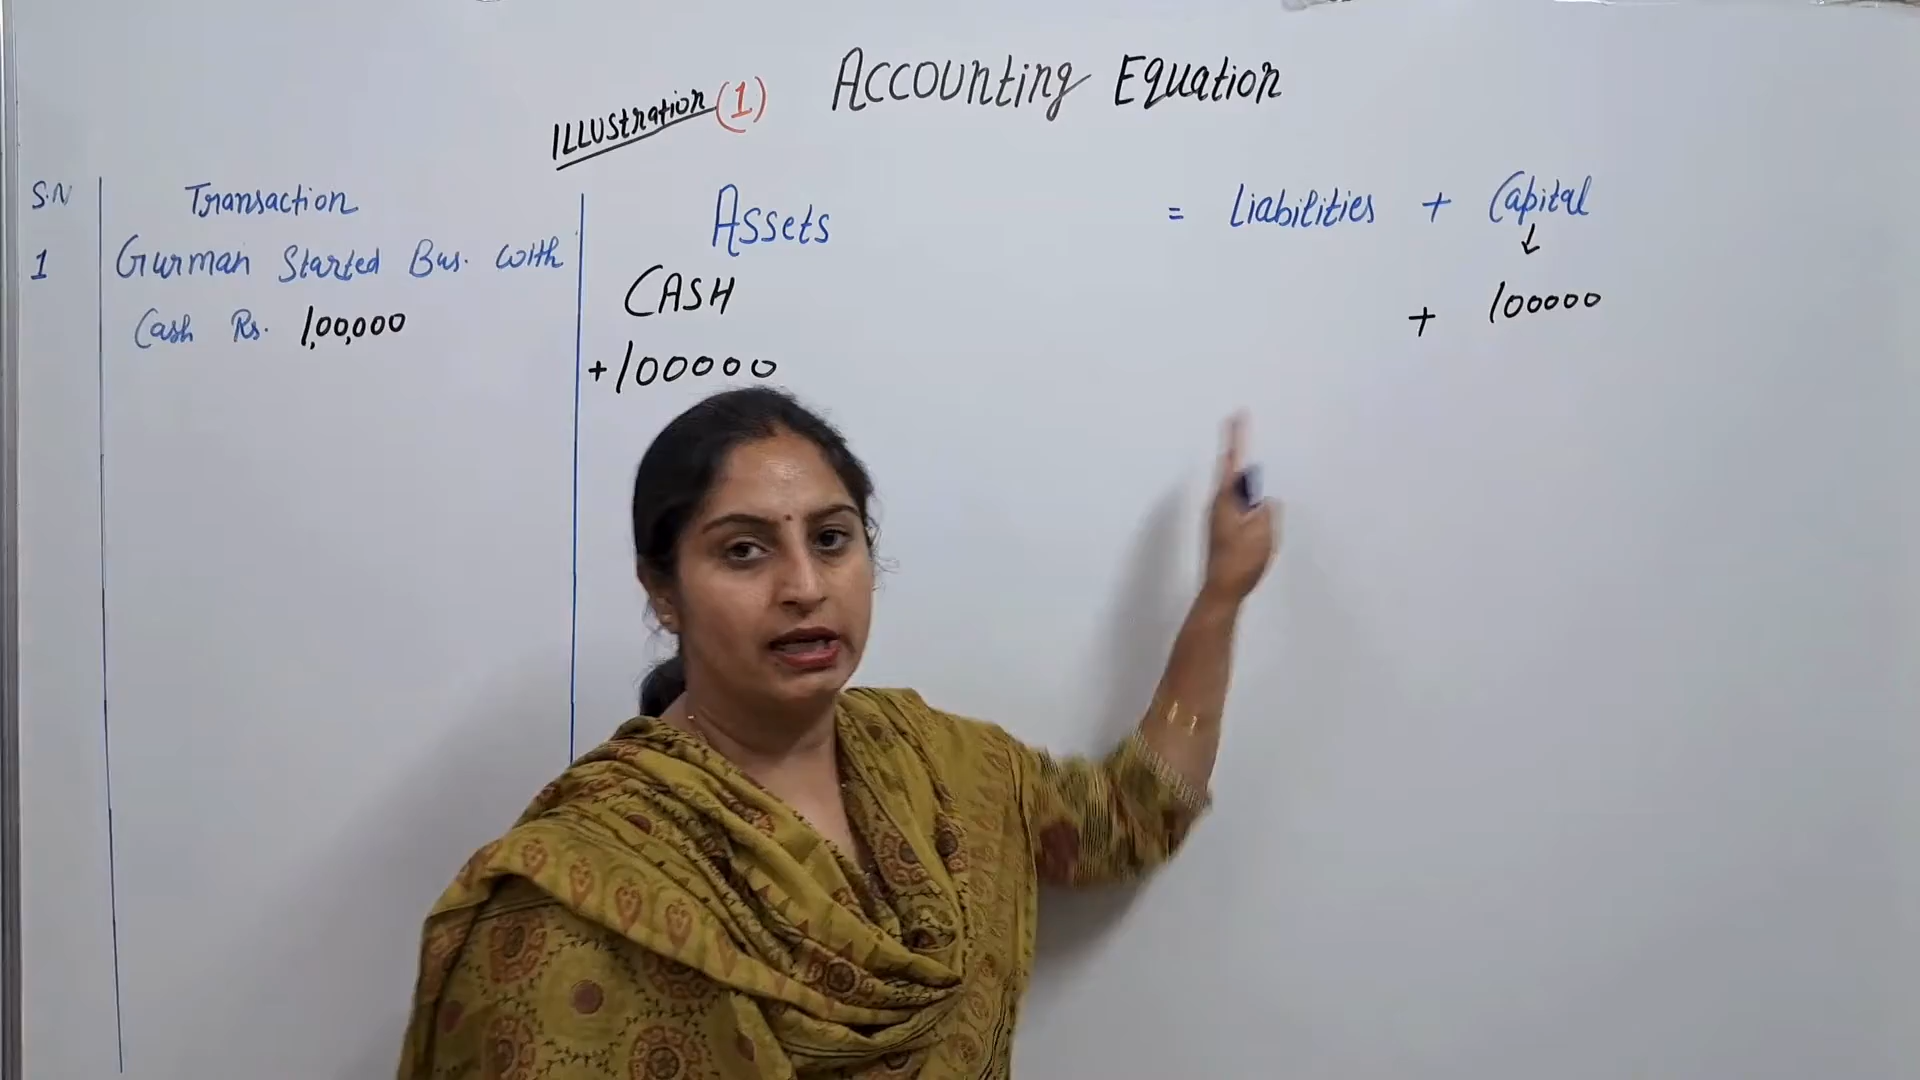 ILLUStration (1) Accounting Equation
S.N Transaction Assets = Liabilities + Capital
1 Gurman Started Bus. with
Cash Rs. 1,00,000
CASH
+100000
↓
+ 100000